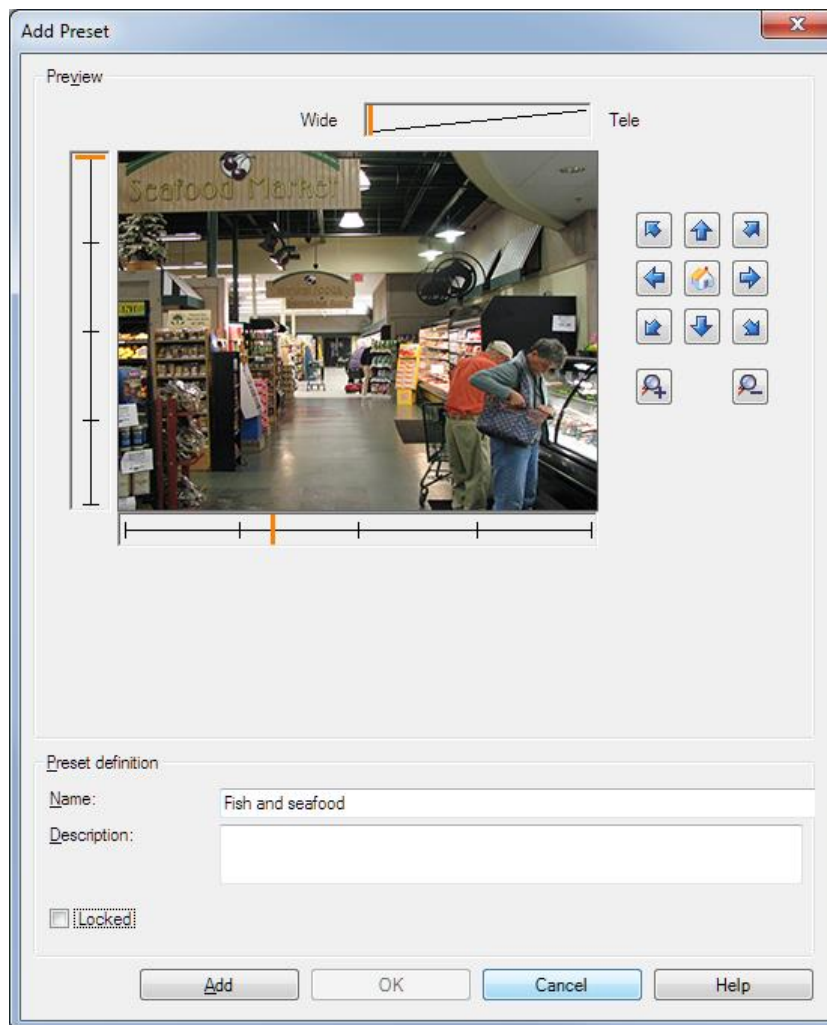 Add Preset
Preview
Wide
Tele
Seafood Market
Preset definition
Name:
Fish and seafood
Description:
Locked
Add
OK
Cancel
Help